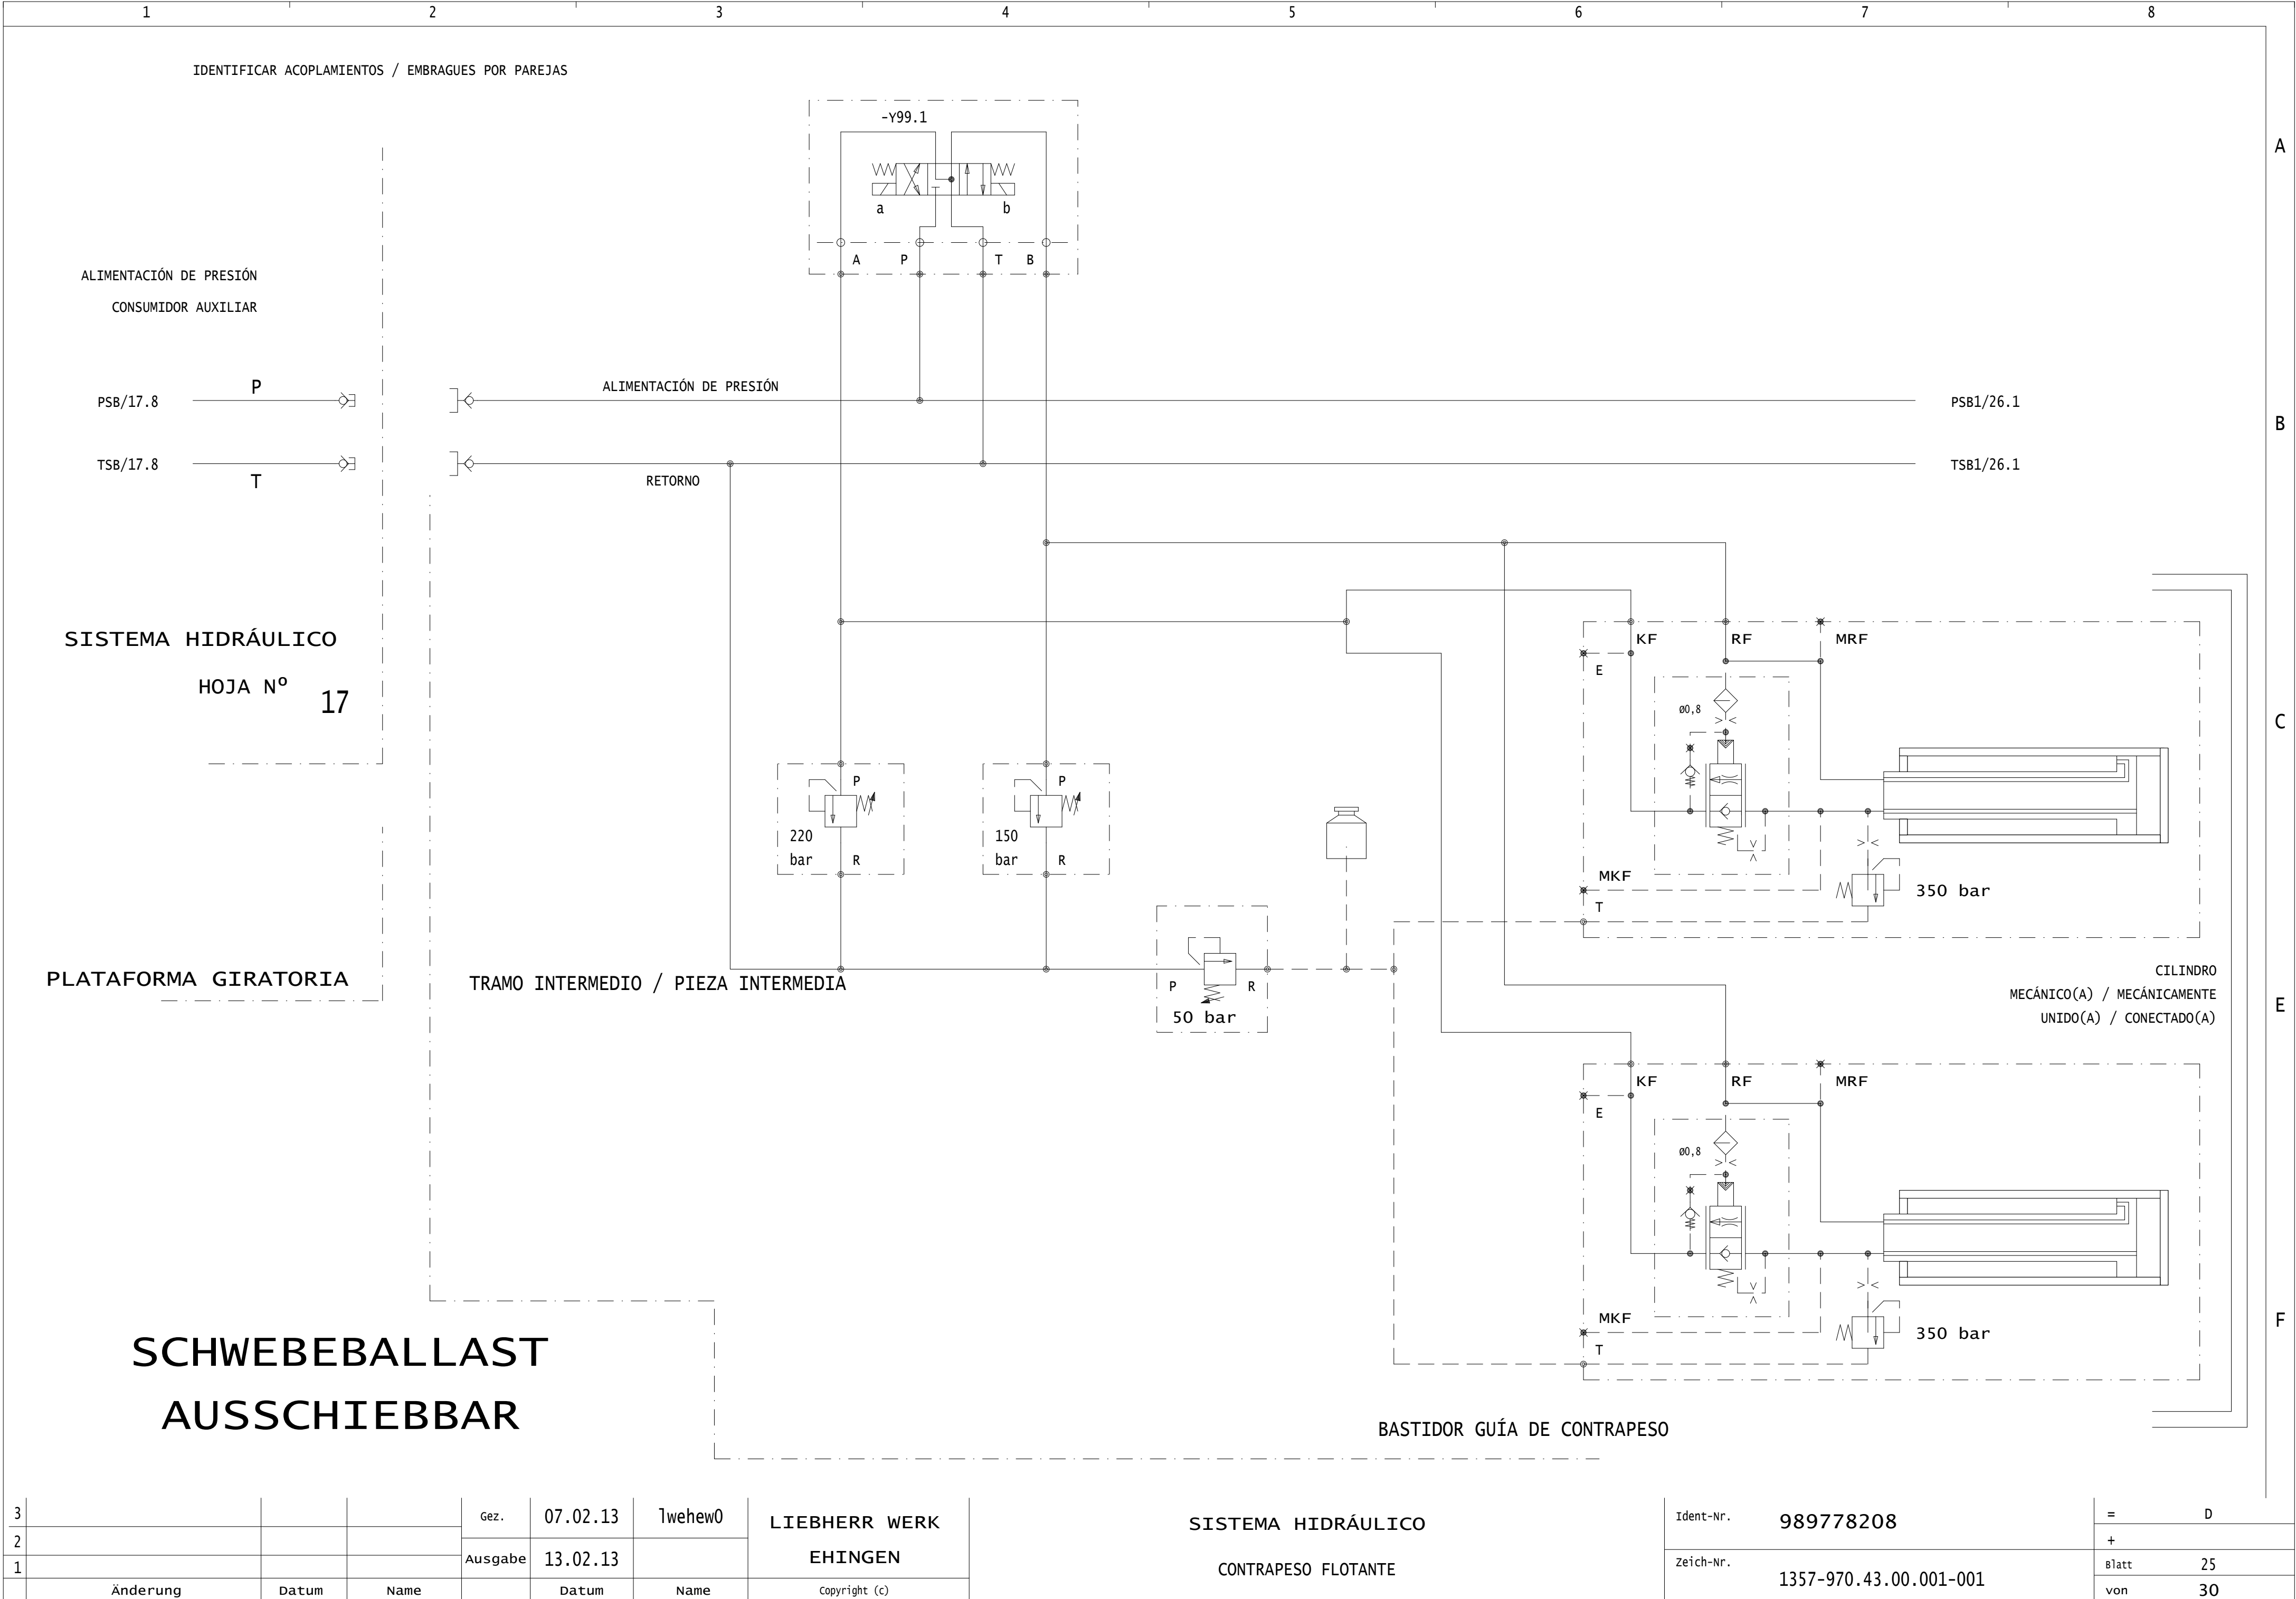 1 2 3 4 5 6 7 8
IDENTIFICAR ACOPLAMIENTOS / EMBRAGUES POR PAREJAS
-Y99.1
A
a b
A P T B
ALIMENTACIÓN DE PRESIÓN
CONSUMIDOR AUXILIAR
P
ALIMENTACIÓN DE PRESIÓN
PSB/17.8
PSB1/26.1
B
TSB/17.8
TSB1/26.1
T
RETORNO
SISTEMA HIDRÁULICO
HOJA Nº 17
KF RF MRF
E
ø0,8
C
P P
220
bar
R
150
bar
R
MKF
350 bar
T
PLATAFORMA GIRATORIA
TRAMO INTERMEDIO / PIEZA INTERMEDIA
P R
50 bar
CILINDRO
MECÁNICO(A) / MECÁNICAMENTE
UNIDO(A) / CONECTADO(A)
E
KF RF MRF
E
ø0,8
MKF
350 bar
T
F
SCHWEBEBALLAST
AUSSCHIEBBAR
BASTIDOR GUÍA DE CONTRAPESO
3
2
1
Änderung Datum Name
Gez. 07.02.13 lwehew0
Ausgabe 13.02.13
Datum Name
LIEBHERR WERK
EHINGEN
Copyright (c)
SISTEMA HIDRÁULICO
CONTRAPESO FLOTANTE
Ident-Nr. 989778208
Zeich-Nr. 1357-970.43.00.001-001
= D
+
Blatt 25
von 30